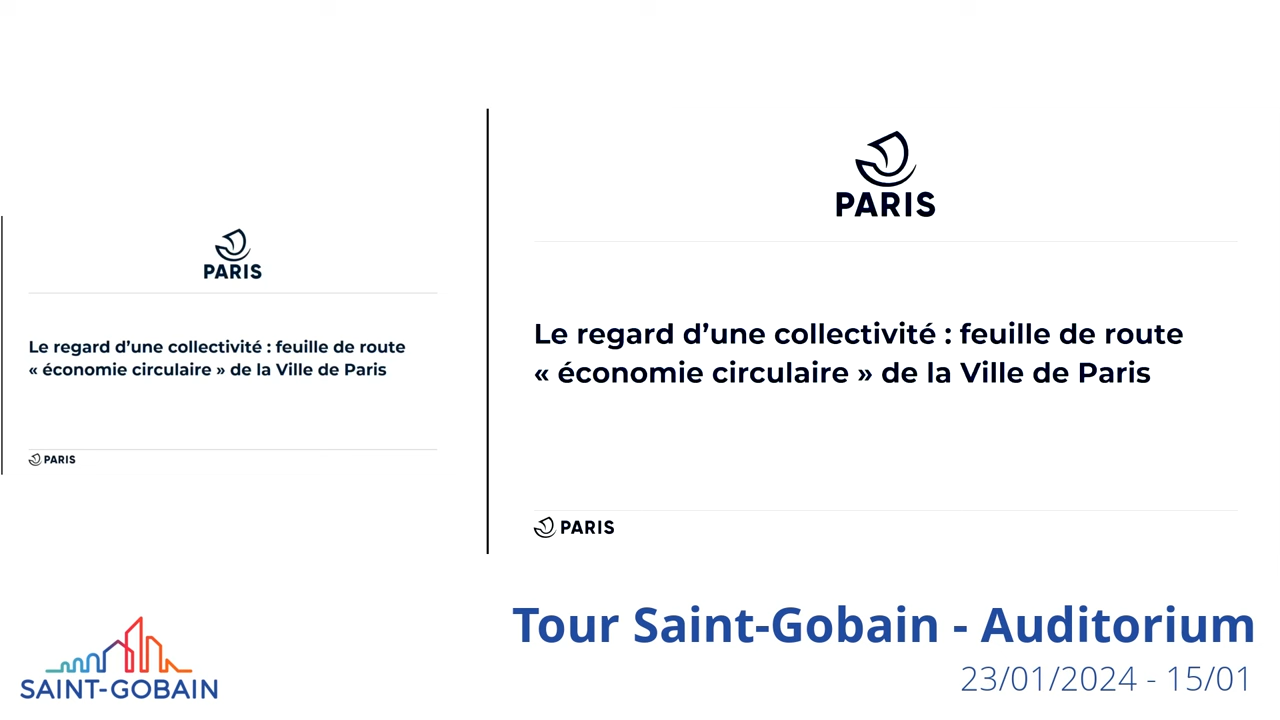 PARIS
Le regard d’une collectivité : feuille de route
« économie circulaire » de la Ville de Paris
PARIS
PARIS
Le regard d’une collectivité : feuille de route
« économie circulaire » de la Ville de Paris
PARIS
SAINT-GOBAIN
Tour Saint-Gobain - Auditorium
23/01/2024 - 15/01